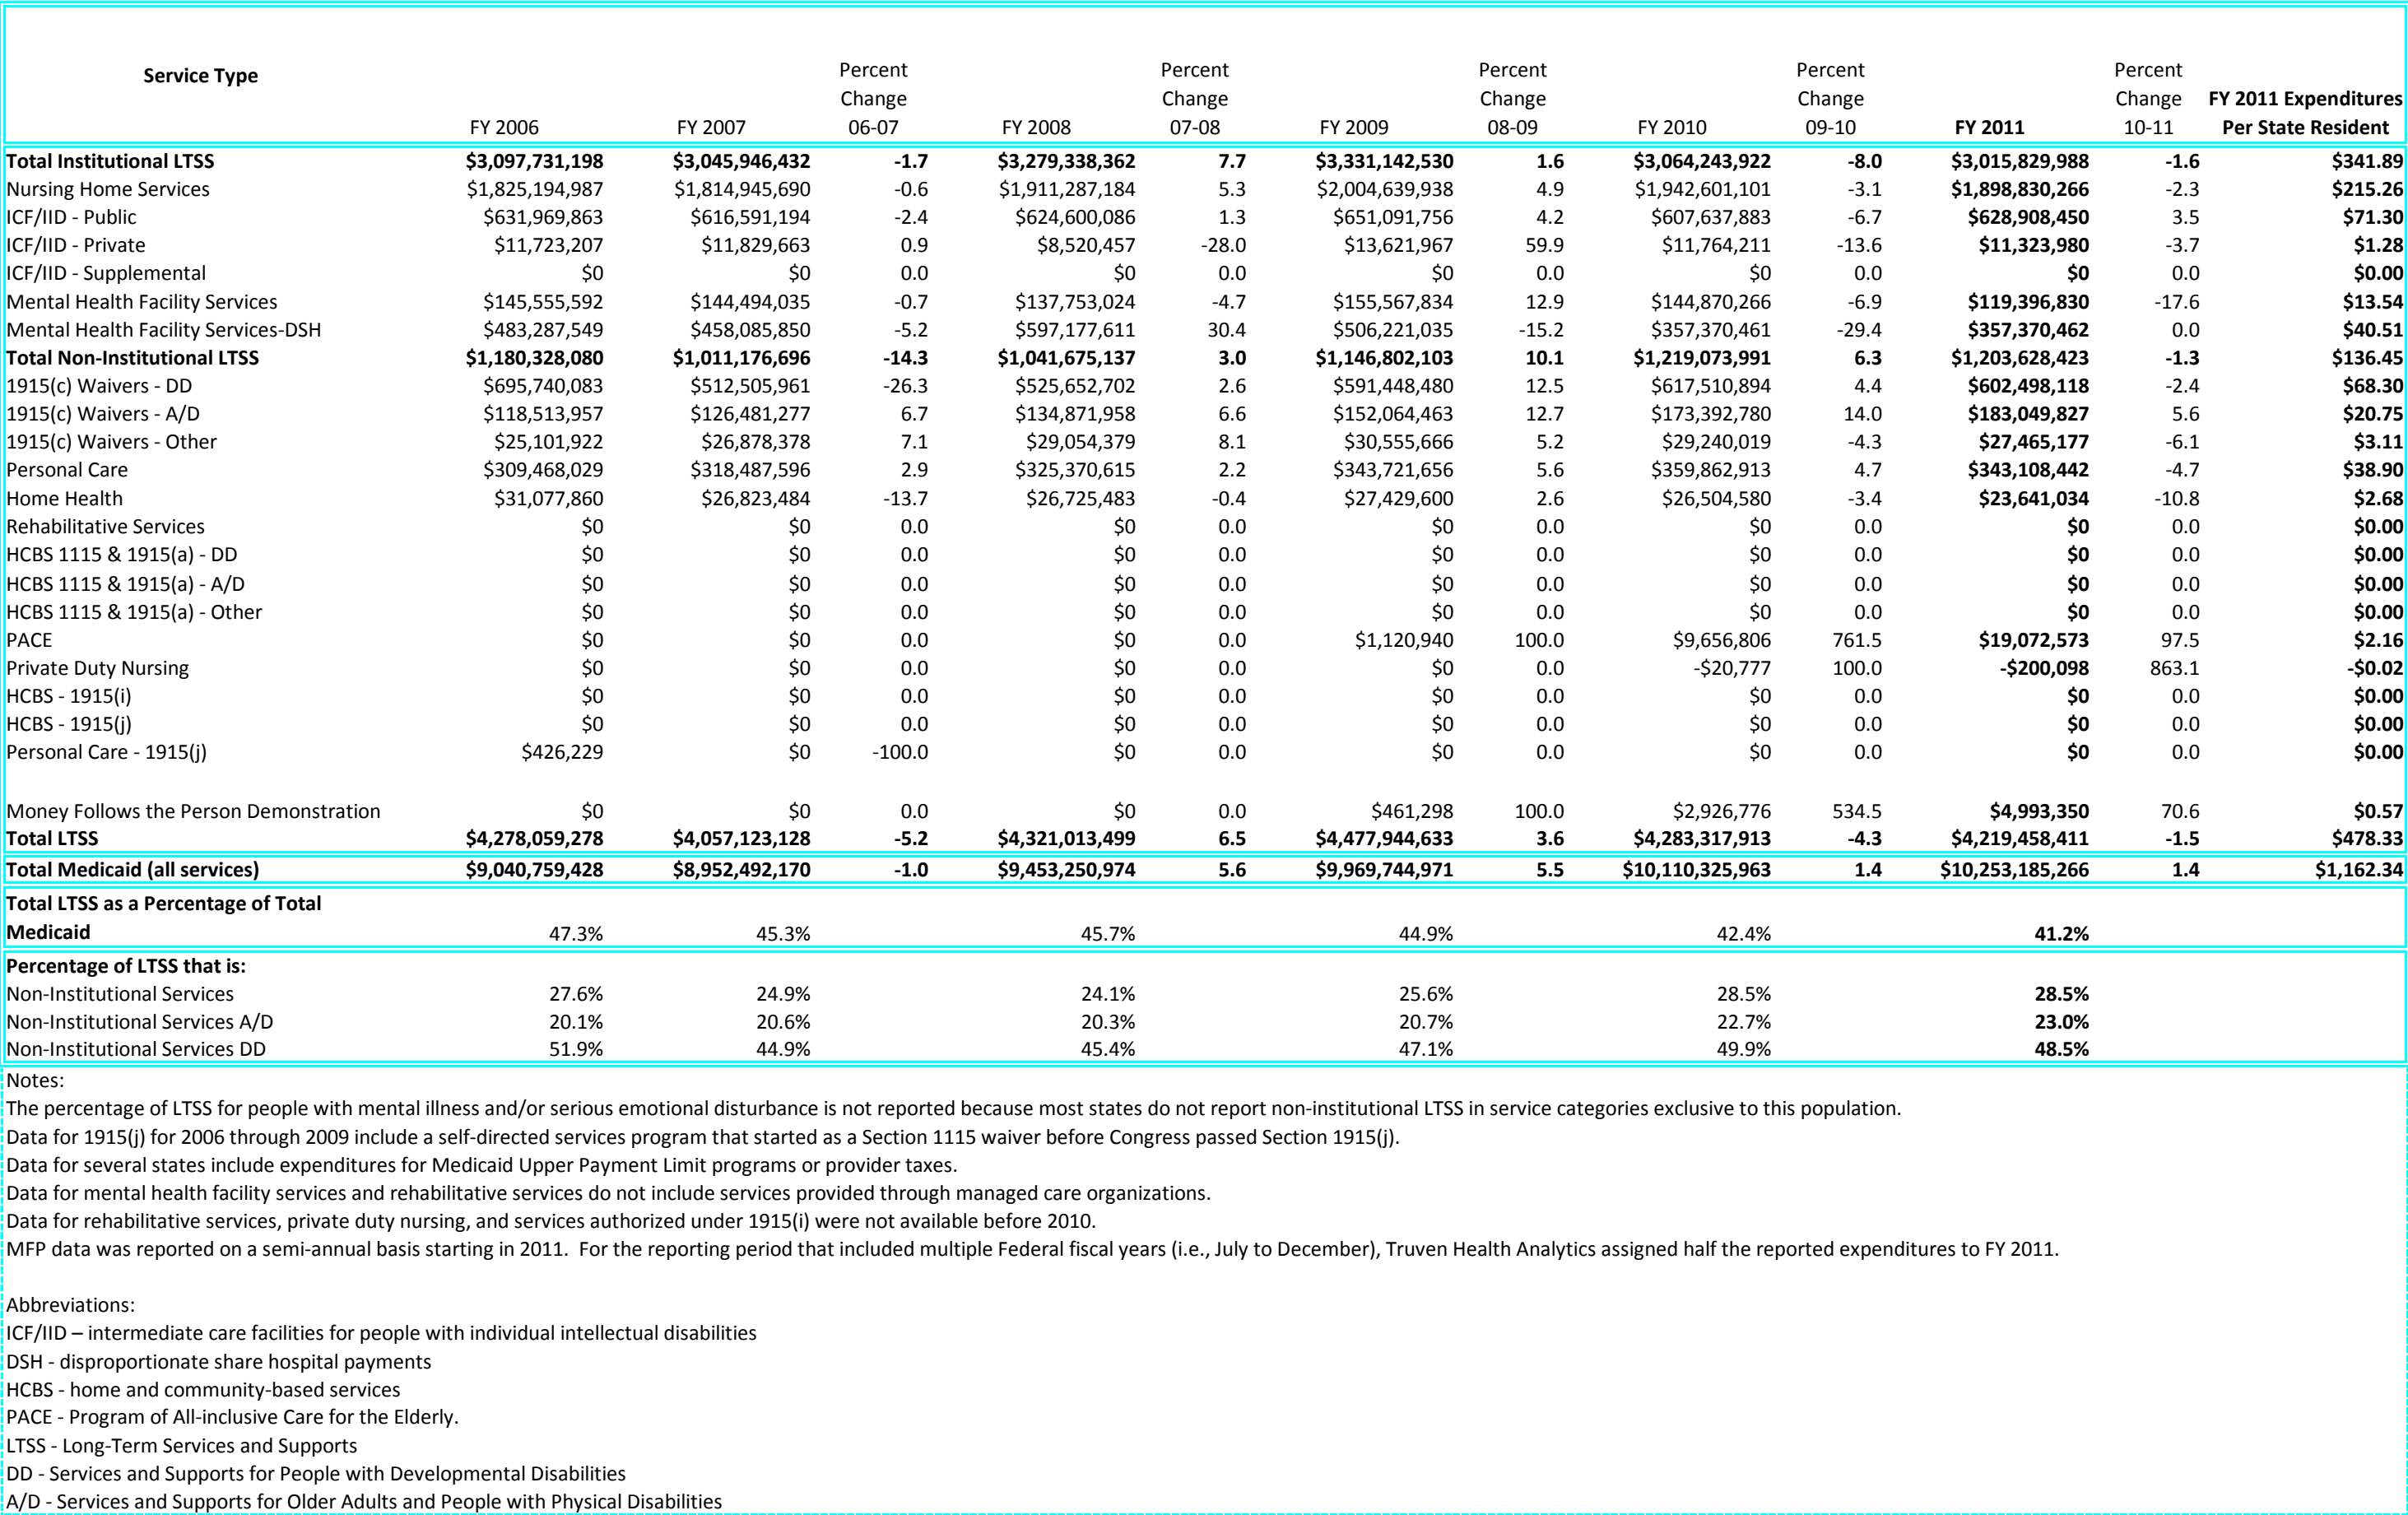 Service Type
Percent Percent Percent Percent Percent
Change Change Change Change Change FY 2011 Expenditures
FY 2006 FY 2007 06-07 FY 2008 07-08 FY 2009 08-09 FY 2010 09-10 FY 2011 10-11 Per State Resident
Total Institutional LTSS $3,097,731,198 $3,045,946,432 -1.7 $3,279,338,362 7.7 $3,331,142,530 1.6 $3,064,243,922 -8.0 $3,015,829,988 -1.6 $341.89
Nursing Home Services $1,825,194,987 $1,814,945,690 -0.6 $1,911,287,184 5.3 $2,004,639,938 4.9 $1,942,601,101 -3.1 $1,898,830,266 -2.3 $215.26
ICF/IID - Public $631,969,863 $616,591,194 -2.4 $624,600,086 1.3 $651,091,756 4.2 $607,637,883 -6.7 $628,908,450 3.5 $71.30
ICF/IID - Private $11,723,207 $11,829,663 0.9 $8,520,457 -28.0 $13,621,967 59.9 $11,764,211 -13.6 $11,323,980 -3.7 $1.28
ICF/IID - Supplemental $0 $0 0.0 $0 0.0 $0 0.0 $0 0.0 $0 0.0 $0.00
Mental Health Facility Services $145,555,592 $144,494,035 -0.7 $137,753,024 -4.7 $155,567,834 12.9 $144,870,266 -6.9 $119,396,830 -17.6 $13.54
Mental Health Facility Services-DSH $483,287,549 $458,085,850 -5.2 $597,177,611 30.4 $506,221,035 -15.2 $357,370,461 -29.4 $357,370,462 0.0 $40.51
Total Non-Institutional LTSS $1,180,328,080 $1,011,176,696 -14.3 $1,041,675,137 3.0 $1,146,802,103 10.1 $1,219,073,991 6.3 $1,203,628,423 -1.3 $136.45
1915(c) Waivers - DD $695,740,083 $512,505,961 -26.3 $525,652,702 2.6 $591,448,480 12.5 $617,510,894 4.4 $602,498,118 -2.4 $68.30
1915(c) Waivers - A/D $118,513,957 $126,481,277 6.7 $134,871,958 6.6 $152,064,463 12.7 $173,392,780 14.0 $183,049,827 5.6 $20.75
1915(c) Waivers - Other $25,101,922 $26,878,378 7.1 $29,054,379 8.1 $30,555,666 5.2 $29,240,019 -4.3 $27,465,177 -6.1 $3.11
Personal Care $309,468,029 $318,487,596 2.9 $325,370,615 2.2 $343,721,656 5.6 $359,862,913 4.7 $343,108,442 -4.7 $38.90
Home Health $31,077,860 $26,823,484 -13.7 $26,725,483 -0.4 $27,429,600 2.6 $26,504,580 -3.4 $23,641,034 -10.8 $2.68
Rehabilitative Services $0 $0 0.0 $0 0.0 $0 0.0 $0 0.0 $0 0.0 $0.00
HCBS 1115 & 1915(a) - DD $0 $0 0.0 $0 0.0 $0 0.0 $0 0.0 $0 0.0 $0.00
HCBS 1115 & 1915(a) - A/D $0 $0 0.0 $0 0.0 $0 0.0 $0 0.0 $0 0.0 $0.00
HCBS 1115 & 1915(a) - Other $0 $0 0.0 $0 0.0 $0 0.0 $0 0.0 $0 0.0 $0.00
PACE $0 $0 0.0 $0 0.0 $1,120,940 100.0 $9,656,806 761.5 $19,072,573 97.5 $2.16
Private Duty Nursing $0 $0 0.0 $0 0.0 $0 0.0 -$20,777 100.0 -$200,098 863.1 -$0.02
HCBS - 1915(i) $0 $0 0.0 $0 0.0 $0 0.0 $0 0.0 $0 0.0 $0.00
HCBS - 1915(j) $0 $0 0.0 $0 0.0 $0 0.0 $0 0.0 $0 0.0 $0.00
Personal Care - 1915(j) $426,229 $0 -100.0 $0 0.0 $0 0.0 $0 0.0 $0 0.0 $0.00
Money Follows the Person Demonstration $0 $0 0.0 $0 0.0 $461,298 100.0 $2,926,776 534.5 $4,993,350 70.6 $0.57
Total LTSS $4,278,059,278 $4,057,123,128 -5.2 $4,321,013,499 6.5 $4,477,944,633 3.6 $4,283,317,913 -4.3 $4,219,458,411 -1.5 $478.33
Total Medicaid (all services) $9,040,759,428 $8,952,492,170 -1.0 $9,453,250,974 5.6 $9,969,744,971 5.5 $10,110,325,963 1.4 $10,253,185,266 1.4 $1,162.34
Total LTSS as a Percentage of Total
Medicaid 47.3% 45.3% 45.7% 44.9% 42.4% 41.2%
Percentage of LTSS that is:
Non-Institutional Services 27.6% 24.9% 24.1% 25.6% 28.5% 28.5%
Non-Institutional Services A/D 20.1% 20.6% 20.3% 20.7% 22.7% 23.0%
Non-Institutional Services DD 51.9% 44.9% 45.4% 47.1% 49.9% 48.5%
Notes:
The percentage of LTSS for people with mental illness and/or serious emotional disturbance is not reported because most states do not report non-institutional LTSS in service categories exclusive to this population.
Data for 1915(j) for 2006 through 2009 include a self-directed services program that started as a Section 1115 waiver before Congress passed Section 1915(j).
Data for several states include expenditures for Medicaid Upper Payment Limit programs or provider taxes.
Data for mental health facility services and rehabilitative services do not include services provided through managed care organizations.
Data for rehabilitative services, private duty nursing, and services authorized under 1915(i) were not available before 2010.
MFP data was reported on a semi-annual basis starting in 2011.  For the reporting period that included multiple Federal fiscal years (i.e., July to December), Truven Health Analytics assigned half the reported expenditures to FY 2011.
Abbreviations:
ICF/IID – intermediate care facilities for people with individual intellectual disabilities
DSH - disproportionate share hospital payments
HCBS - home and community-based services
PACE - Program of All-inclusive Care for the Elderly.
LTSS - Long-Term Services and Supports
DD - Services and Supports for People with Developmental Disabilities
A/D - Services and Supports for Older Adults and People with Physical Disabilities